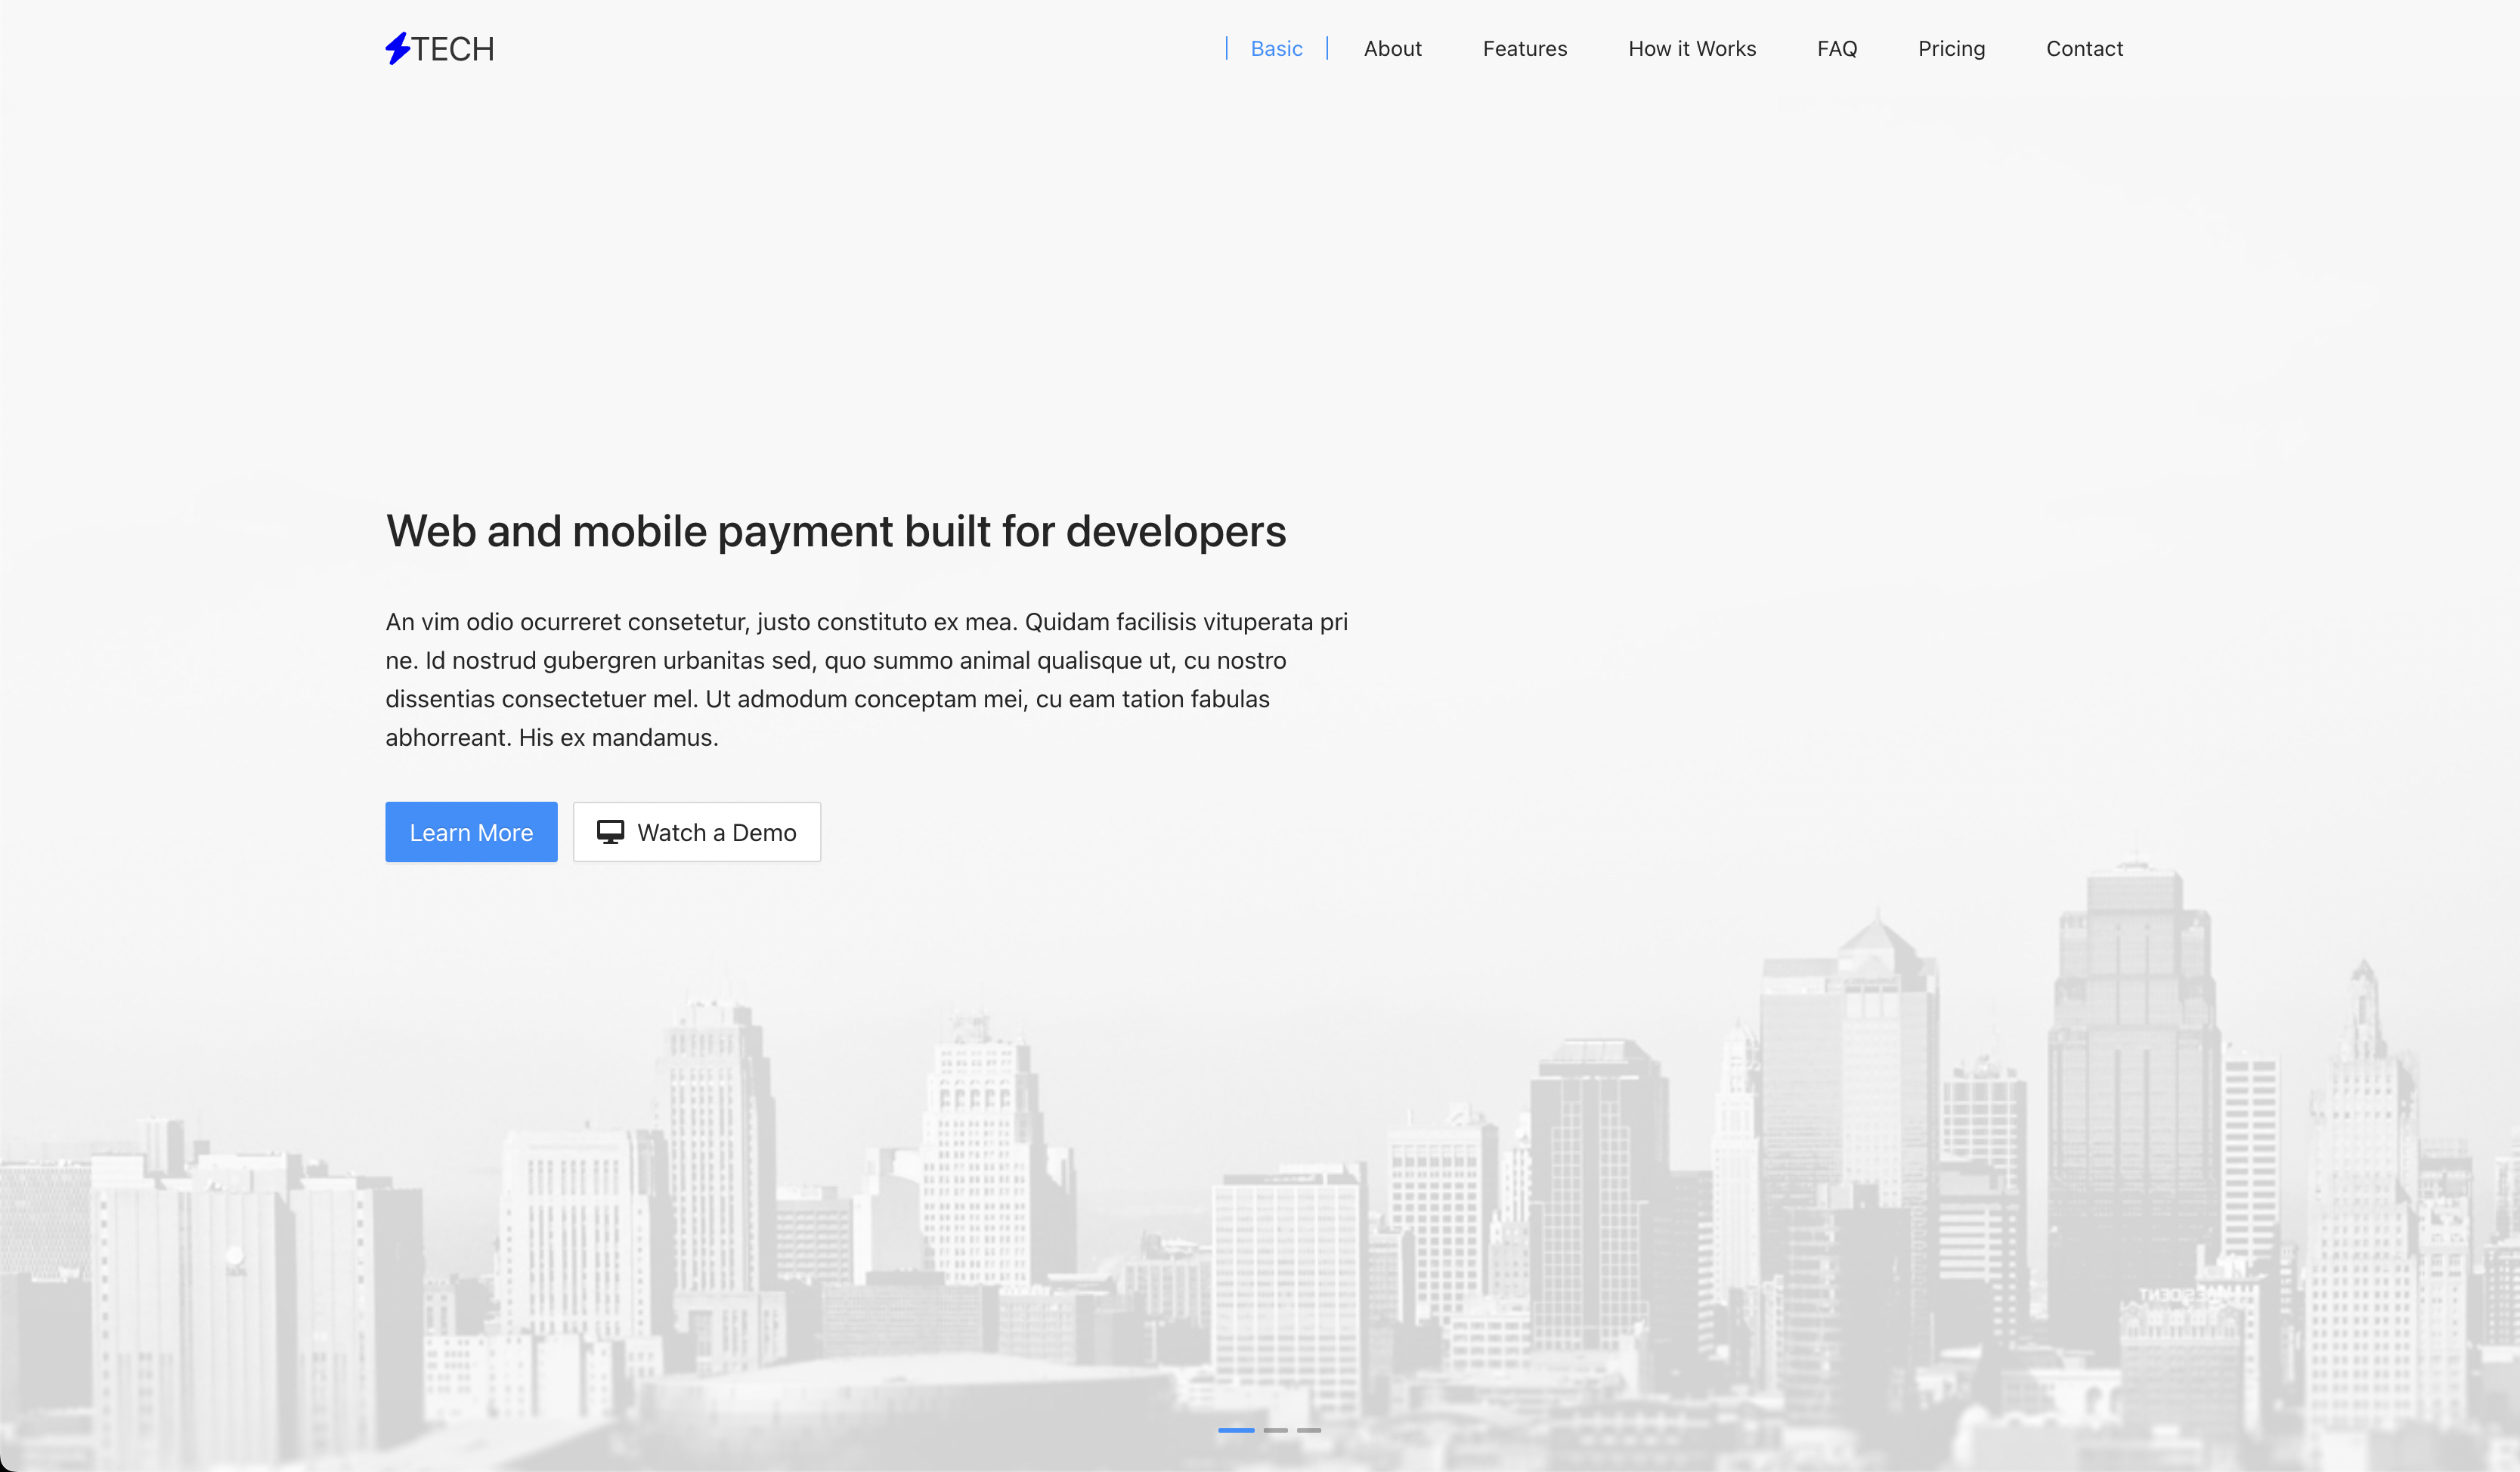 TECH
Basic
About
Features
How it Works
FAQ
Pricing
Contact
Web and mobile payment built for developers
An vim odio ocurreret consetetur, justo constituto ex mea. Quidam facilisis vituperata pri
ne. Id nostrud gubergren urbanitas sed, quo summo animal qualisque ut, cu nostro
dissentias consectetuer mel. Ut admodum conceptam mei, cu eam tation fabulas
abhorreant. His ex mandamus.
Learn More
Watch a Demo